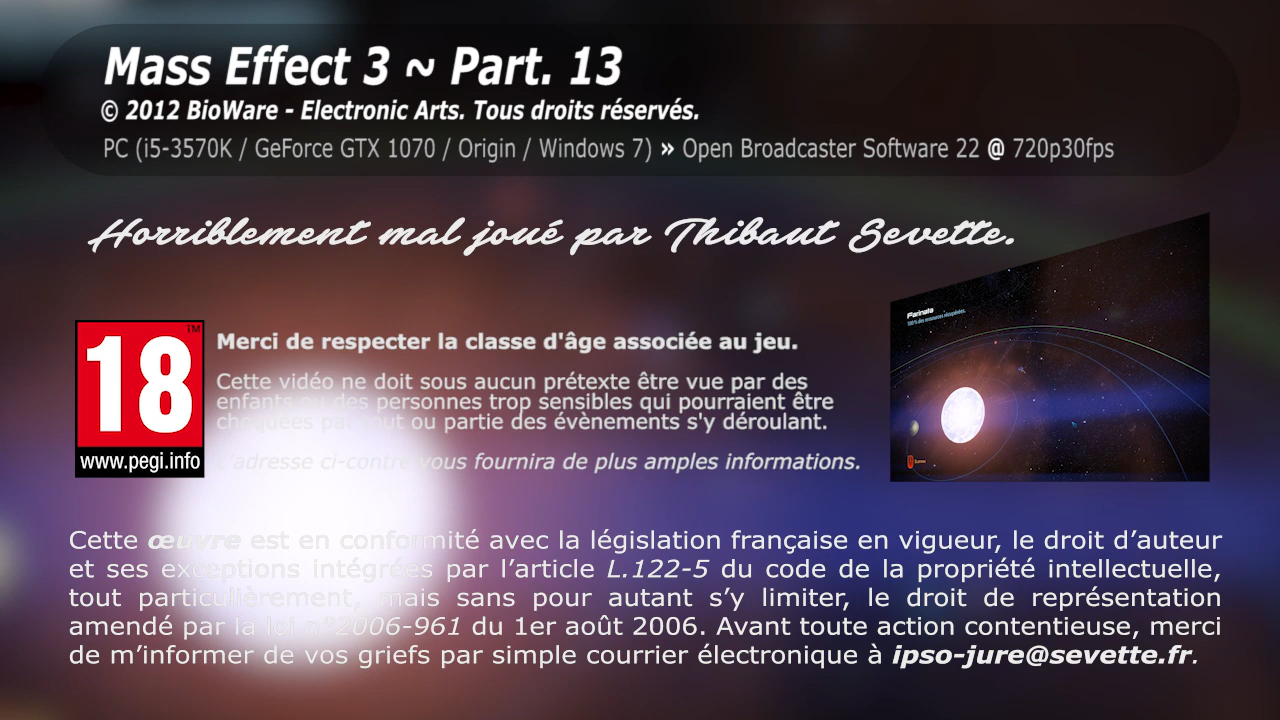 Mass Effect 3 ~ Part. 13
© 2012 BioWare - Electronic Arts. Tous droits réservés.
PC (i5-3570K / GeForce GTX 1070 / Origin / Windows 7) » Open Broadcaster Software 22 @ 720p30fps
Horriblement mal joué par Thibaut Sevette.
Farinata
100% des ressources récupérées.
18
TM
www.pegi.info
Merci de respecter la classe d'âge associée au jeu.
Cette vidéo ne doit sous aucun prétexte être vue par des
enfants ou des personnes trop sensibles qui pourraient être
choquées par tout ou partie des évènements s'y déroulant.
L'adresse ci-contre vous fournira de plus amples informations.
Cette œuvre est en conformité avec la législation française en vigueur, le droit d’auteur
et ses exceptions intégrées par l’article L.122-5 du code de la propriété intellectuelle,
tout particulièrement, mais sans pour autant s’y limiter, le droit de représentation
amendé par la loi n°2006-961 du 1er août 2006. Avant toute action contentieuse, merci
de m’informer de vos griefs par simple courrier électronique à ipso-jure@sevette.fr.